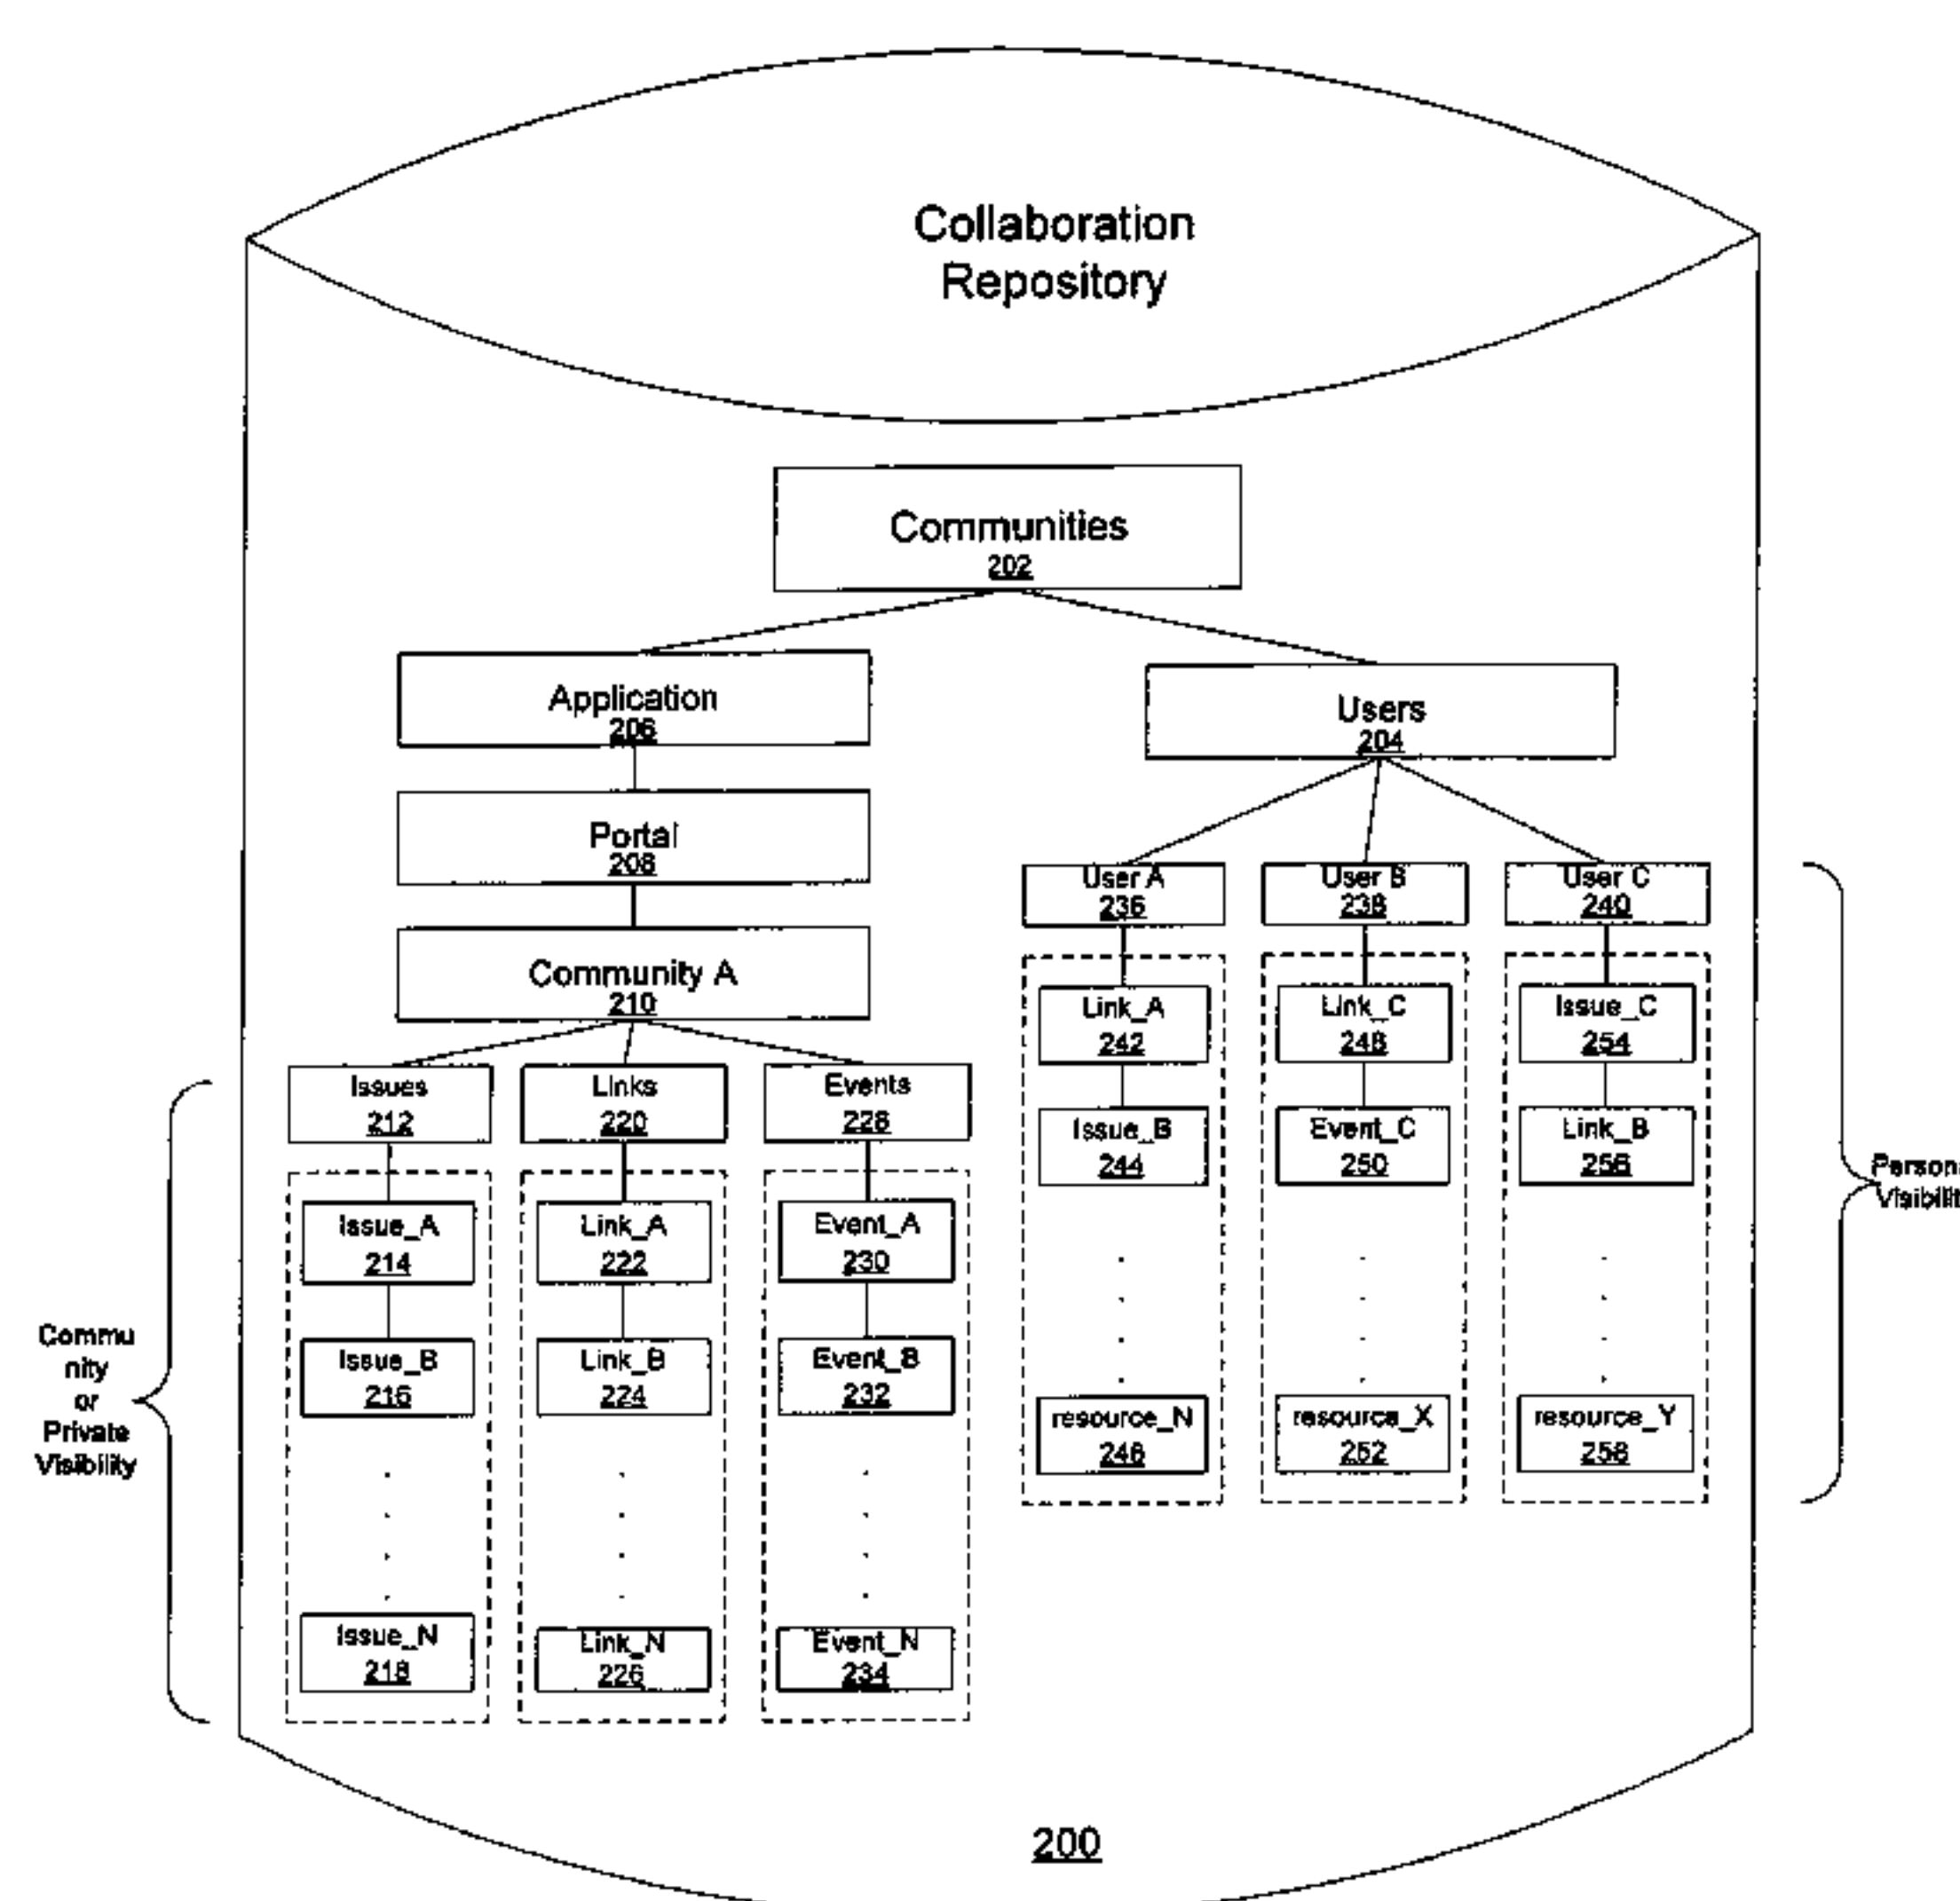 Collaboration
Repository
Communities
202
Application
206
Users
204
Portal
208
Community A
210
User A
236
User B
238
User C
240
Link_A
242
Issue_B
244
resource_N
246
Link_C
248
Event_C
250
resource_X
252
Issue_C
254
Link_B
256
resource_Y
258
Issues
212
Links
220
Events
228
Issue_A
214
Issue_B
216
Issue_N
218
Link_A
222
Link_B
224
Link_N
226
Event_A
230
Event_B
232
Event_N
234
Commu
nity
or
Private
Visibility
Person
Visibilit
200